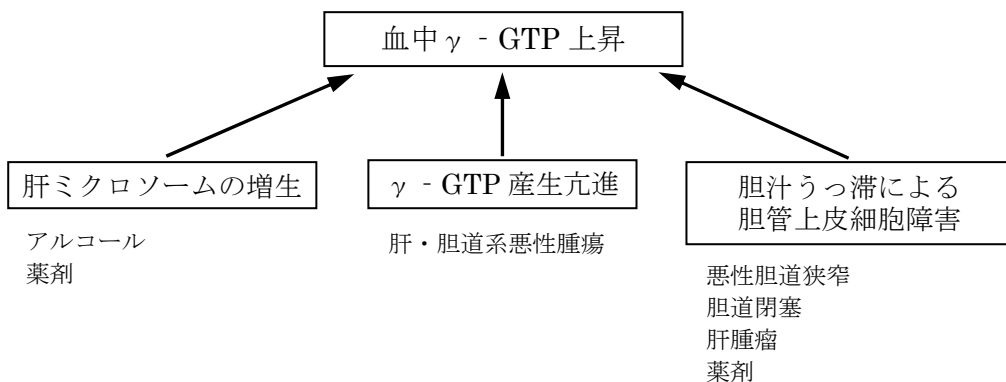 血中γ‐GTP上昇
肝ミクロソームの増生
アルコール
薬剤
γ‐GTP産生亢進
肝・胆道系悪性腫瘍
胆汁うっ滞による
胆管上皮細胞障害
悪性胆道狭窄
胆道閉塞
肝腫瘤
薬剤